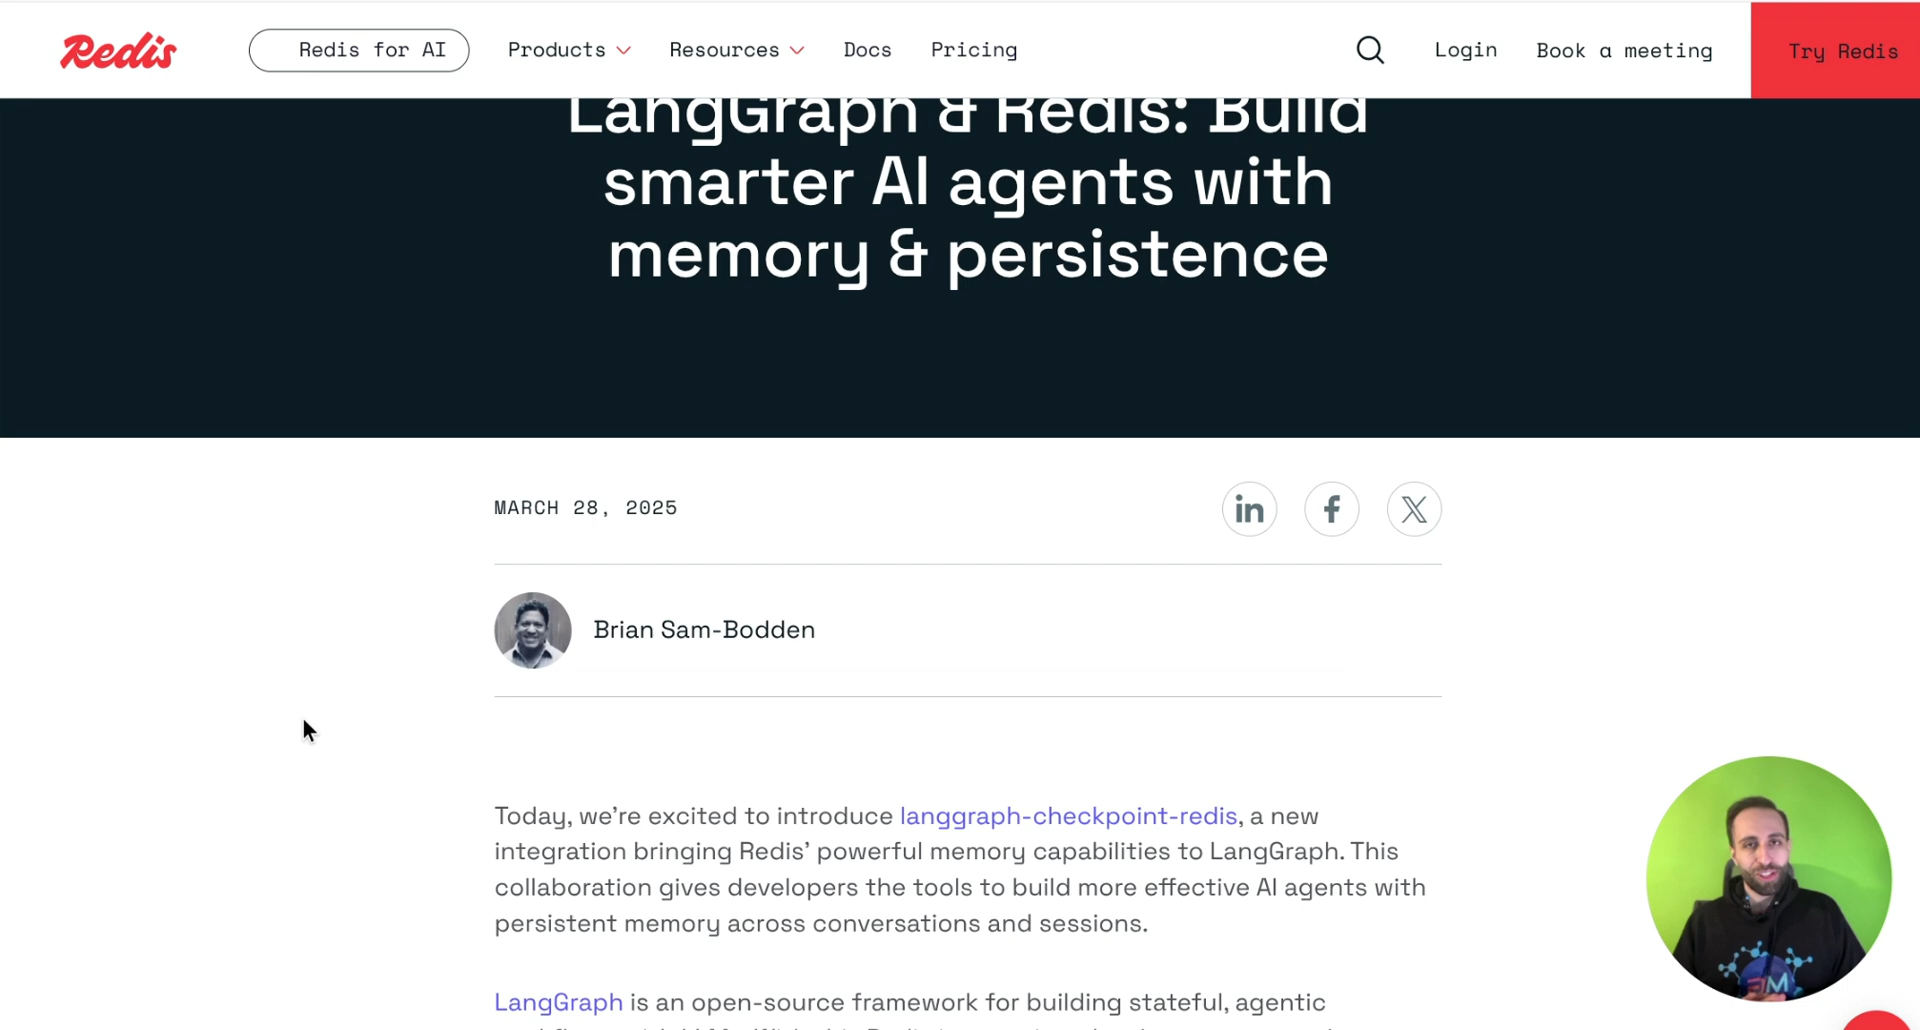 Redis
Redis for AI
Products
Resources
Docs
Pricing
Login
Book a meeting
Try Redis
LangGraph & Redis: Build
smarter AI agents with
memory & persistence
MARCH 28, 2025
in
f
X
Brian Sam-Bodden
Today, we're excited to introduce langgraph-checkpoint-redis, a new
integration bringing Redis' powerful memory capabilities to LangGraph. This
collaboration gives developers the tools to build more effective AI agents with
persistent memory across conversations and sessions.
LangGraph is an open-source framework for building stateful, agentic